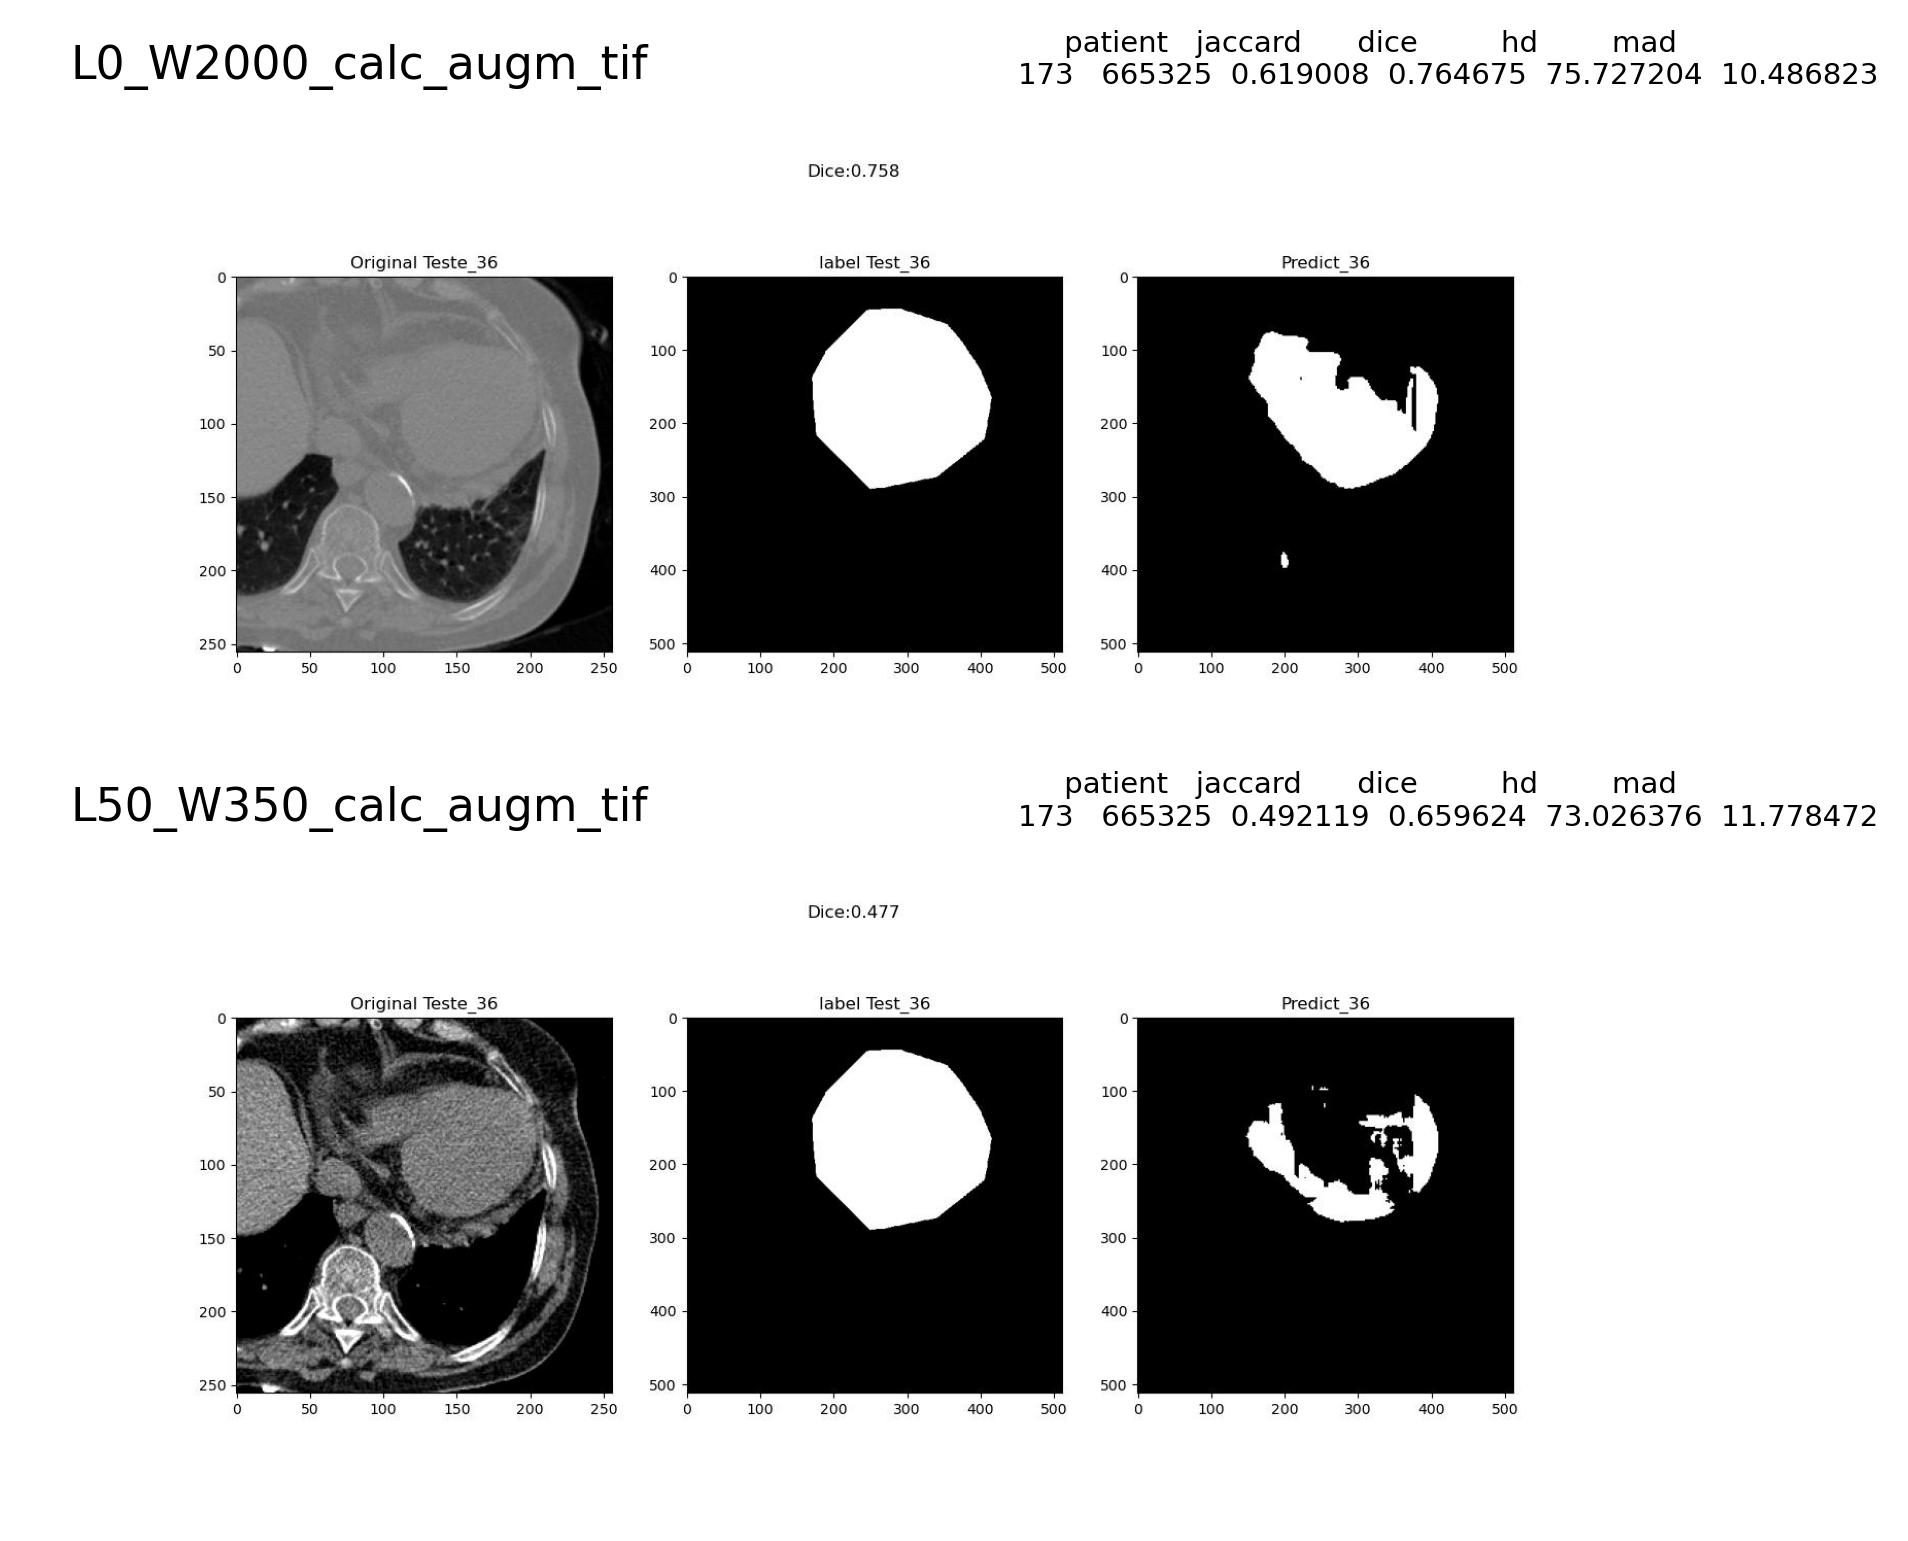 L0_W2000_calc_augm_tif
patient jaccard dice hd mad
173 665325 0.619008 0.764675 75.727204 10.486823
Dice:0.758
Original Teste_36
0
50
100
150
200
250
0 50 100 150 200 250
label Test_36
0
100
200
300
400
500
0 100 200 300 400 500
Predict_36
0
100
200
300
400
500
0 100 200 300 400 500
L50_W350_calc_augm_tif
patient jaccard dice hd mad
173 665325 0.492119 0.659624 73.026376 11.778472
Dice:0.477
Original Teste_36
0
50
100
150
200
250
0 50 100 150 200 250
label Test_36
0
100
200
300
400
500
0 100 200 300 400 500
Predict_36
0
100
200
300
400
500
0 100 200 300 400 500